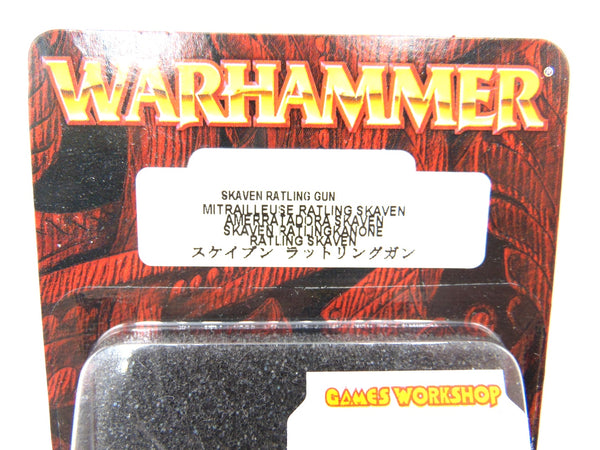 WARHAMMER®
SKAVEN RATLING GUN
MITRAILLEUSE RATLING SKAVEN
AMERRATADORA SKAVEN
SKAVEN RATLINGKANONE
RATLING SKAVEN
スケイブン ラットリングガン
GAMES WORKSHOP